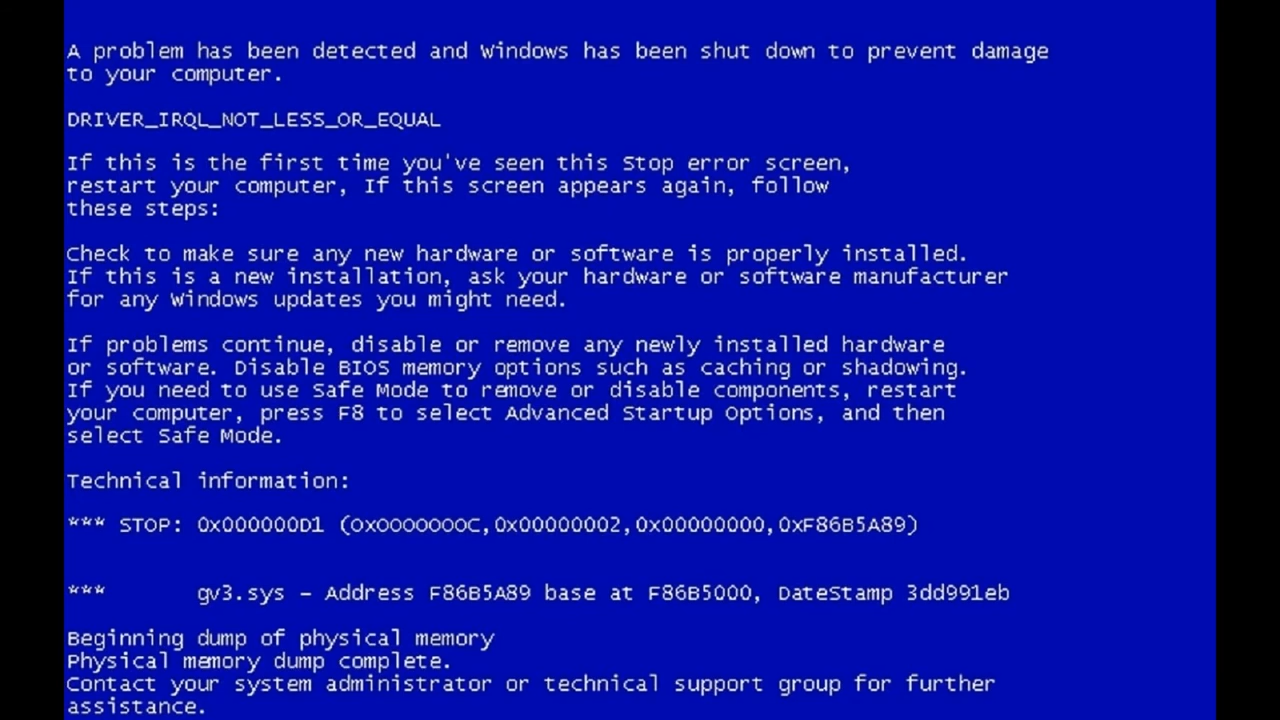 A problem has been detected and Windows has been shut down to prevent damage
to your computer.
DRIVER_IRQL_NOT_LESS_OR_EQUAL
If this is the first time you've seen this Stop error screen,
restart your computer, If this screen appears again, follow
these steps:
Check to make sure any new hardware or software is properly installed.
If this is a new installation, ask your hardware or software manufacturer
for any Windows updates you might need.
If problems continue, disable or remove any newly installed hardware
or software. Disable BIOS memory options such as caching or shadowing.
If you need to use Safe Mode to remove or disable components, restart
your computer, press F8 to select Advanced Startup Options, and then
select Safe Mode.
Technical information:
*** STOP: 0x000000D1 (0x0000000C,0x00000002,0x00000000,0xF86B5A89)
*** gv3.sys – Address F86B5A89 base at F86B5000, DateStamp 3dd991eb
Beginning dump of physical memory
Physical memory dump complete.
Contact your system administrator or technical support group for further
assistance.